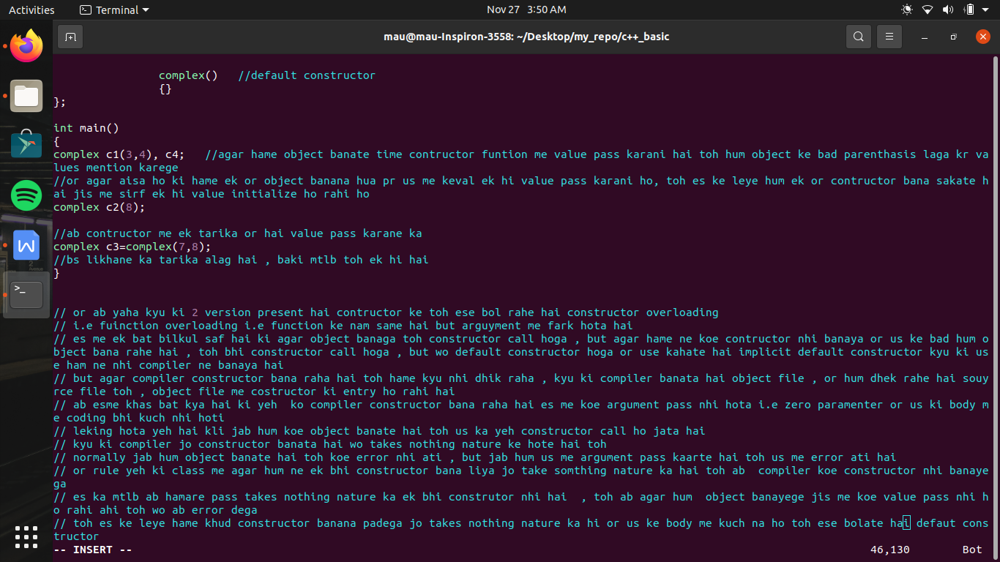 Activities
Terminal
Nov 27 3:50 AM
mau@mau-Inspiron-3558: ~/Desktop/my_repo/c++_basic
complex() //default constructor
{}
};
int main()
{
complex c1(3,4), c4; //agar hame object banate time contructor funtion me value pass karani hai toh hum object ke bad parenthasis laga kr va
lues mention karege
//or agar aisa ho ki hame ek or object banana hua pr us me keval ek hi value pass karani ho, toh es ke leye hum ek or contructor bana sakate h
ai jis me sirf ek hi value initialize ho rahi ho
complex c2(8);
//ab contructor me ek tarika or hai value pass karane ka
complex c3=complex(7,8);
//bs likhane ka tarika alag hai , baki mtlb toh ek hi hai
}
// or ab yaha kyu ki 2 version present hai contructor ke toh ese bol rahe hai constructor overloading
// i.e fuinction overloading i.e function ke nam same hai but arguyment me fark hota hai
// es me ek bat bilkul saf hai ki agar object banaga toh constructor call hoga , but agar hame ne koe contructor nhi banaya or us ke bad hum o
bject bana rahe hai , toh bhi constructor call hoga , but wo default constructor hoga or use kahate hai implicit default constructor kyu ki us
e ham ne nhi compiler ne banaya hai
// but agar compiler constructor bana raha hai toh hame kyu nhi dhik raha , kyu ki compiler banata hai object file , or hum dhek rahe hai souy
rce file toh , object file me costructor ki entry ho rahi hai
// ab esme khas bat kya hai ki yeh  ko compiler constructor bana raha hai es me koe argument pass nhi hota i.e zero paramenter or us ki body m
e coding bhi kuch nhi hoti
// leking hota yeh hai kli jab hum koe object banate hai toh us ka yeh constructor call ho jata hai
// kyu ki compiler jo constructor banata hai wo takes nothing nature ke hote hai toh
// normally jab hum object banate hai toh koe error nhi ati , but jab hum us me argument pass kaarte hai toh us me error ati hai
// or rule yeh ki class me agar hum ne ek bhi constructor bana liya jo take somthing nature ka hai toh ab  compiler koe constructor nhi banaye
ga
// es ka mtlb ab hamare pass takes nothing nature ka ek bhi construtor nhi hai  , toh ab agar hum  object banayege jis me koe value pass nhi h
o rahi ahi toh wo ab error dega
// toh es ke leye hame khud constructor banana padega jo takes nothing nature ka hi or us ke body me kuch na ho toh ese bolate hai defaut cons
tructor
-- INSERT -- 46,130 Bot